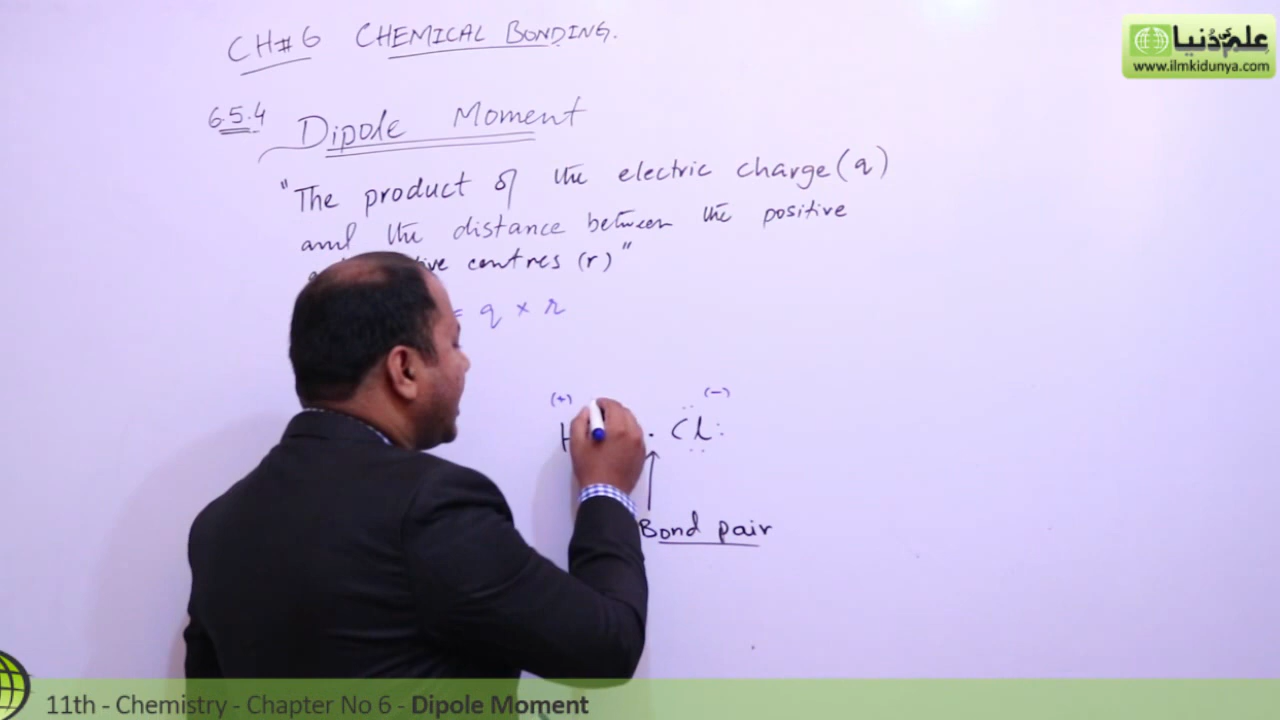 CH# 6 CHEMICAL BONDING.
علم کی دُنیا
www.ilmkidunya.com
6.5.4 Dipole Moment
"The product of the electric charge (q)
and the distance between the positive
centres (r)"
= q × r
(+) (-)
H . Cl:
Bond pair
11th - Chemistry - Chapter No 6 - Dipole Moment